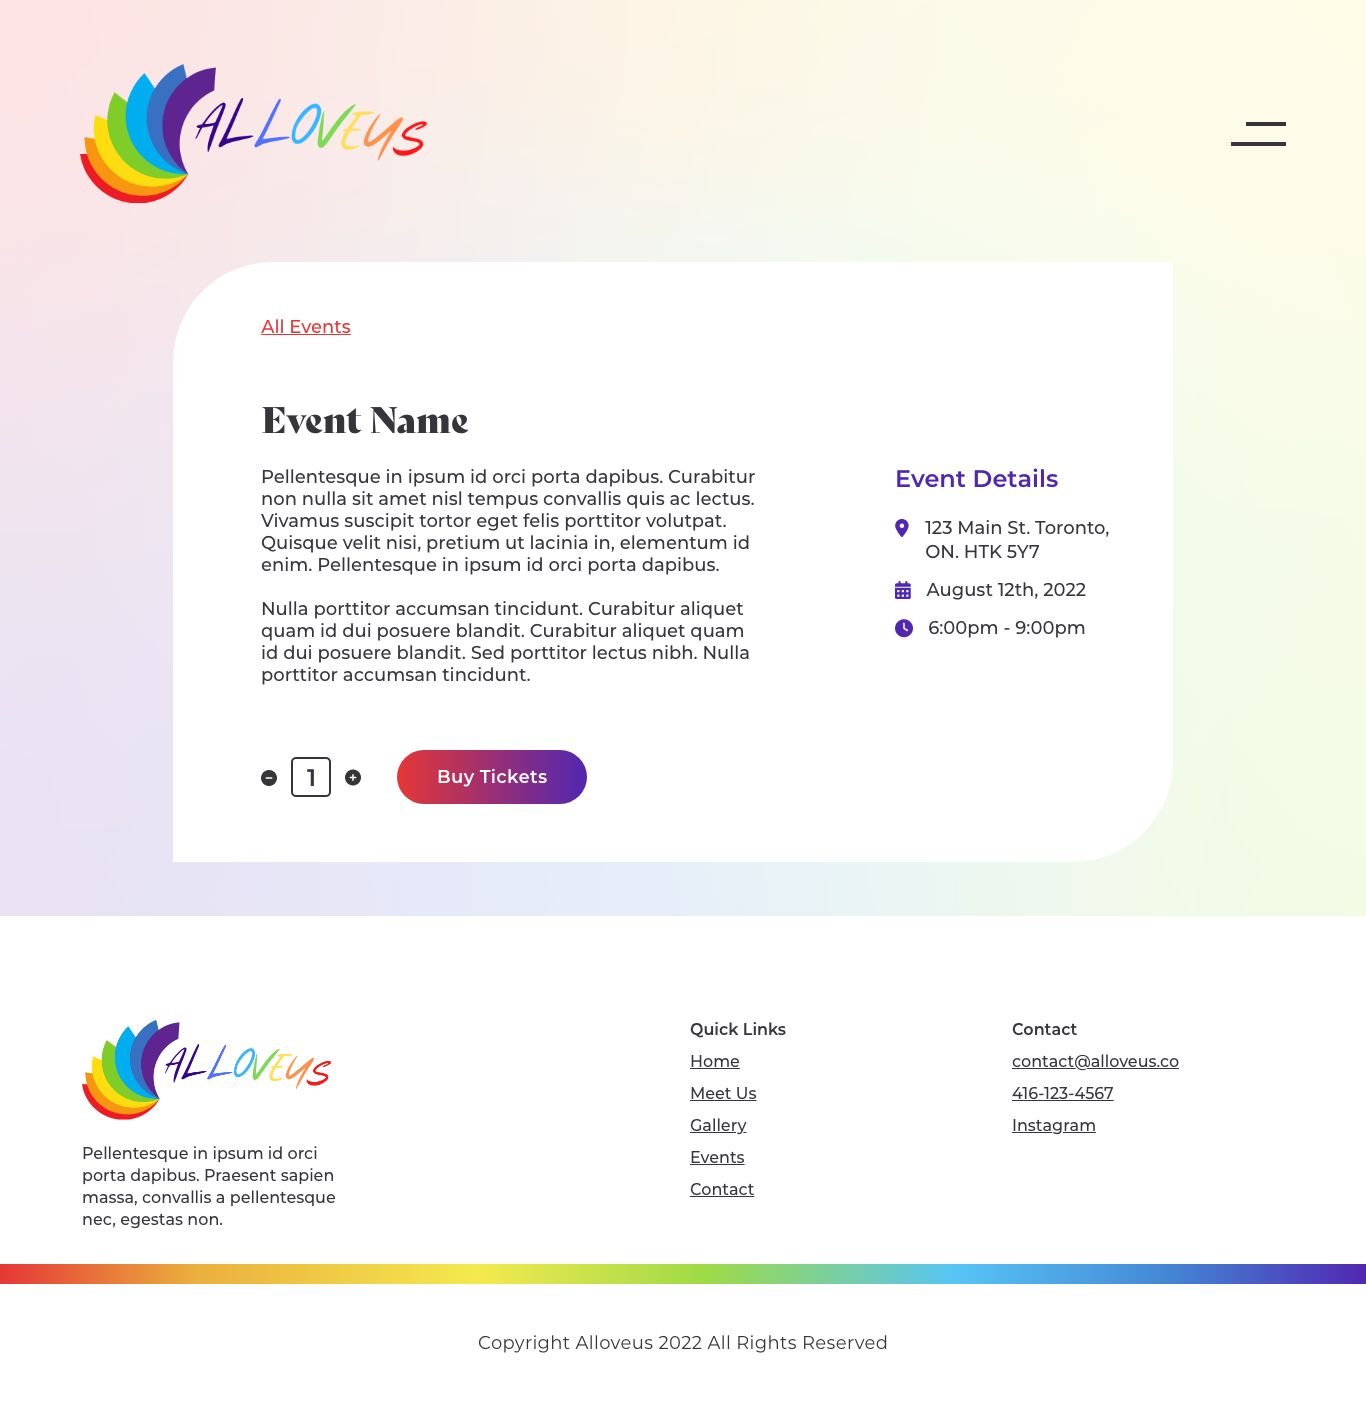 ALLOVEUS
All Events
Event Name
Pellentesque in ipsum id orci porta dapibus. Curabitur
non nulla sit amet nisl tempus convallis quis ac lectus.
Vivamus suscipit tortor eget felis porttitor volutpat.
Quisque velit nisi, pretium ut lacinia in, elementum id
enim. Pellentesque in ipsum id orci porta dapibus.
Nulla porttitor accumsan tincidunt. Curabitur aliquet
quam id dui posuere blandit. Curabitur aliquet quam
id dui posuere blandit. Sed porttitor lectus nibh. Nulla
porttitor accumsan tincidunt.
1
Buy Tickets
Event Details
123 Main St. Toronto,
ON. HTK 5Y7
August 12th, 2022
6:00pm - 9:00pm
ALLOVEUS
Pellentesque in ipsum id orci
porta dapibus. Praesent sapien
massa, convallis a pellentesque
nec, egestas non.
Quick Links
Home
Meet Us
Gallery
Events
Contact
Contact
contact@alloveus.co
416-123-4567
Instagram
Copyright Alloveus 2022 All Rights Reserved